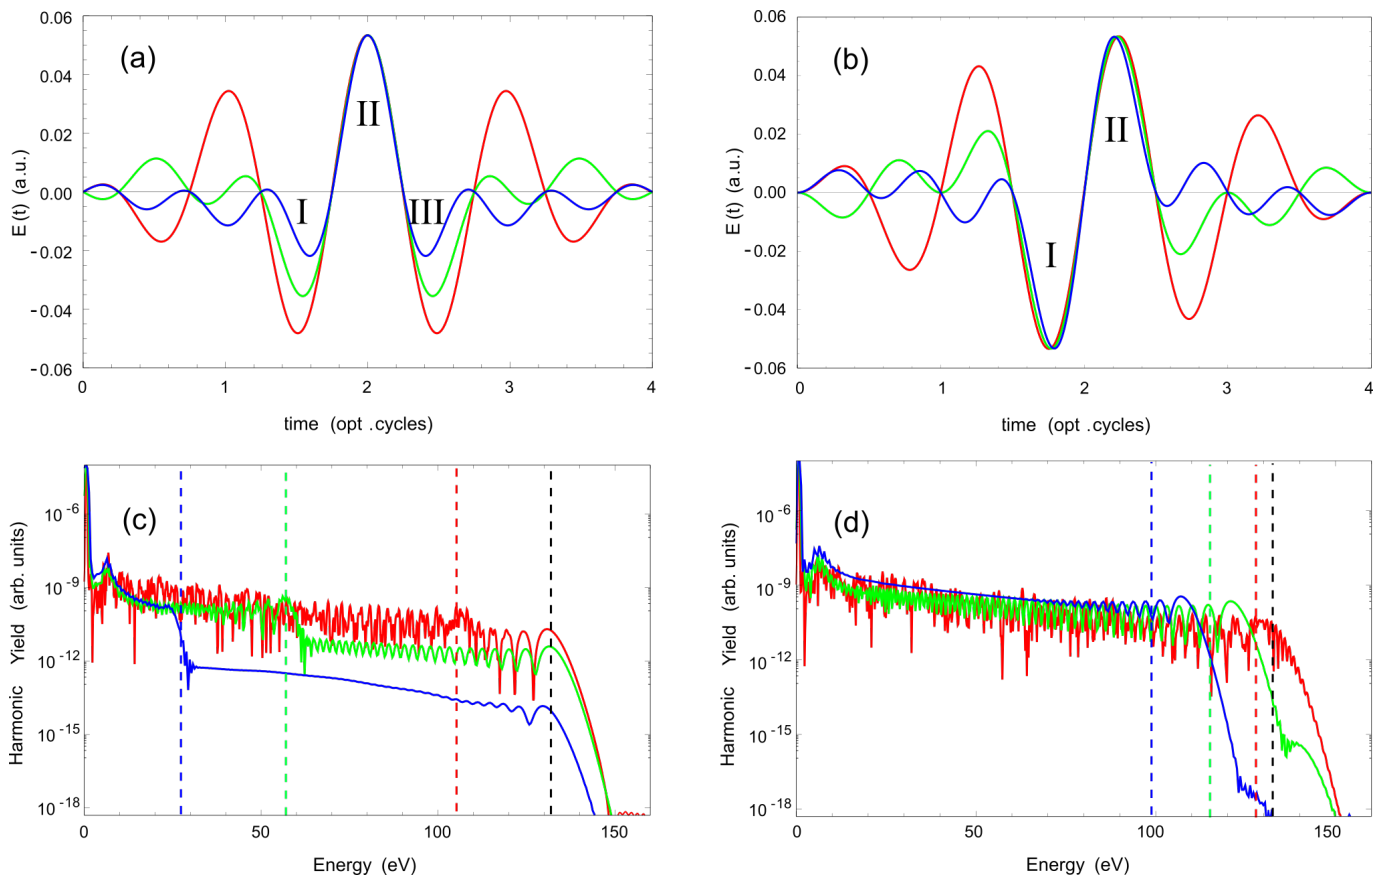 (a)
E (t) (a.u.)
0.06
0.04
0.02
0.00
-0.02
-0.04
-0.06
I
II
III
0 1 2 3 4
time (opt .cycles)
(b)
E (t) (a.u.)
0.06
0.04
0.02
0.00
-0.02
-0.04
-0.06
I
II
0 1 2 3 4
time (opt .cycles)
(c)
Harmonic Yield (arb. units)
10-6
10-9
10-12
10-15
10-18
0 50 100 150
Energy (eV)
(d)
Harmonic Yield (arb. units)
10-6
10-9
10-12
10-15
10-18
0 50 100 150
Energy (eV)